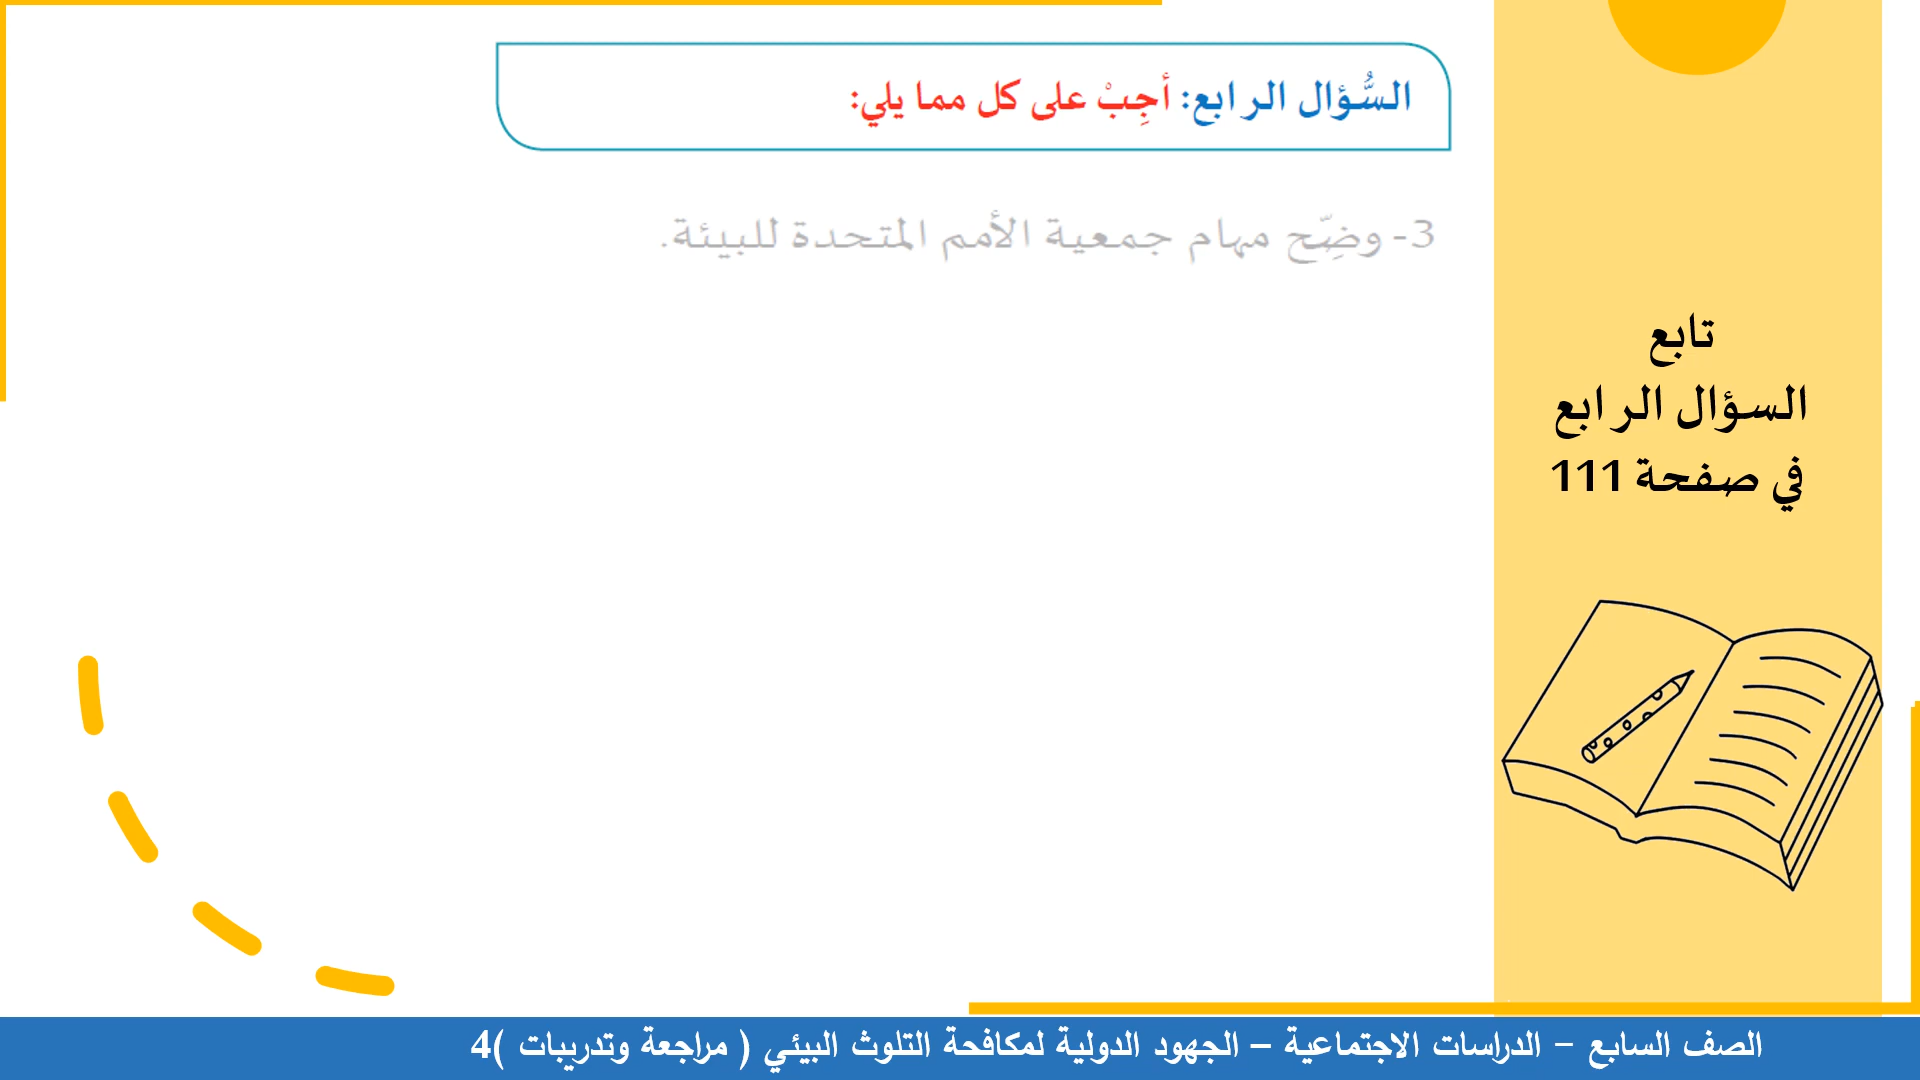 السُّؤال الرابع: أجِبْ على كل مما يلي:
3- وضِّح مهام جمعية الأمم المتحدة للبيئة.
تابع
السؤال الرابع
في صفحة 111
الصف السابع – الدراسات الاجتماعية – الجهود الدولية لمكافحة التلوث البيئي ( مراجعة وتدريبات )4